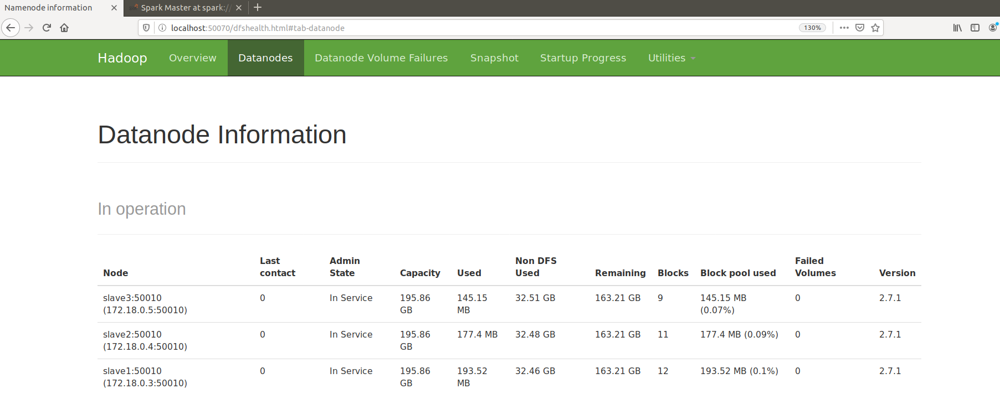 Namenode information
Spark Master at spark://
localhost:50070/dfshealth.html#tab-datanode
130%
Hadoop Overview Datanodes Datanode Volume Failures Snapshot Startup Progress Utilities
Datanode Information
In operation
Node Last contact Admin State Capacity Used Non DFS Used Remaining Blocks Block pool used Failed Volumes Version
slave3:50010 (172.18.0.5:50010) 0 In Service 195.86 GB 145.15 MB 32.51 GB 163.21 GB 9 145.15 MB (0.07%) 0 2.7.1
slave2:50010 (172.18.0.4:50010) 0 In Service 195.86 GB 177.4 MB 32.48 GB 163.21 GB 11 177.4 MB (0.09%) 0 2.7.1
slave1:50010 (172.18.0.3:50010) 0 In Service 195.86 GB 193.52 MB 32.46 GB 163.21 GB 12 193.52 MB (0.1%) 0 2.7.1